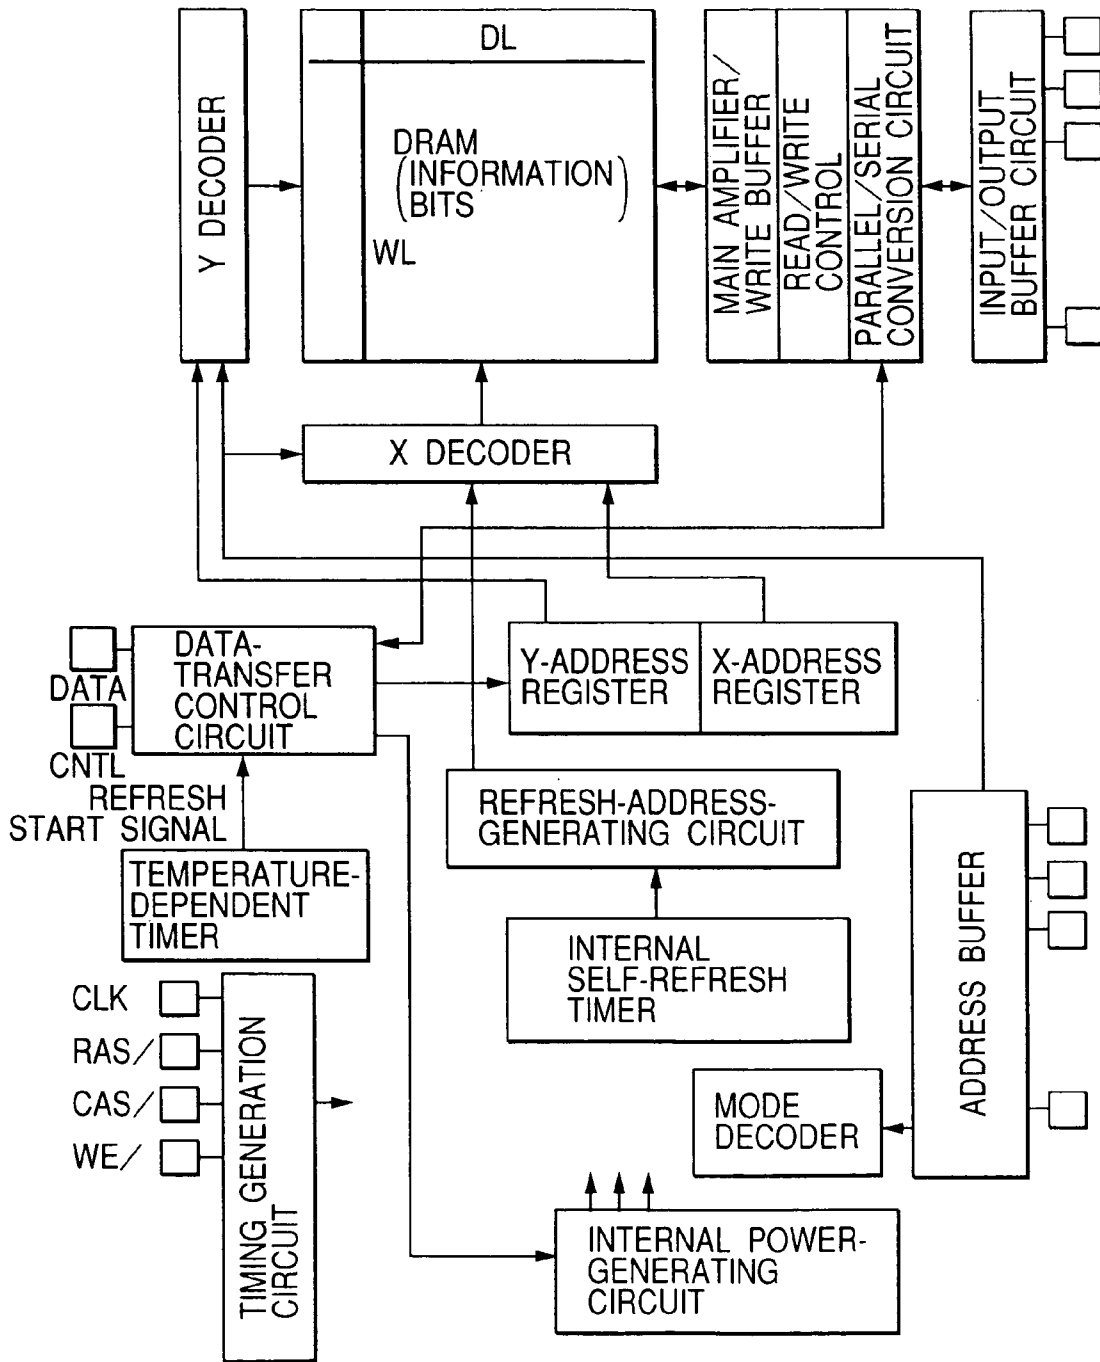 Y DECODER
DL
DRAM
(INFORMATION
BITS)
WL
MAIN AMPLIFIER/
WRITE BUFFER
READ/WRITE
CONTROL
PARALLEL/SERIAL
CONVERSION CIRCUIT
INPUT/OUTPUT
BUFFER CIRCUIT
X DECODER
DATA
CNTL
DATA-
TRANSFER
CONTROL
CIRCUIT
Y-ADDRESS
REGISTER
X-ADDRESS
REGISTER
REFRESH
START SIGNAL
REFRESH-ADDRESS-
GENERATING CIRCUIT
TEMPERATURE-
DEPENDENT
TIMER
INTERNAL
SELF-REFRESH
TIMER
ADDRESS BUFFER
CLK
RAS/
CAS/
WE/
TIMING GENERATION
CIRCUIT
MODE
DECODER
INTERNAL POWER-
GENERATING
CIRCUIT